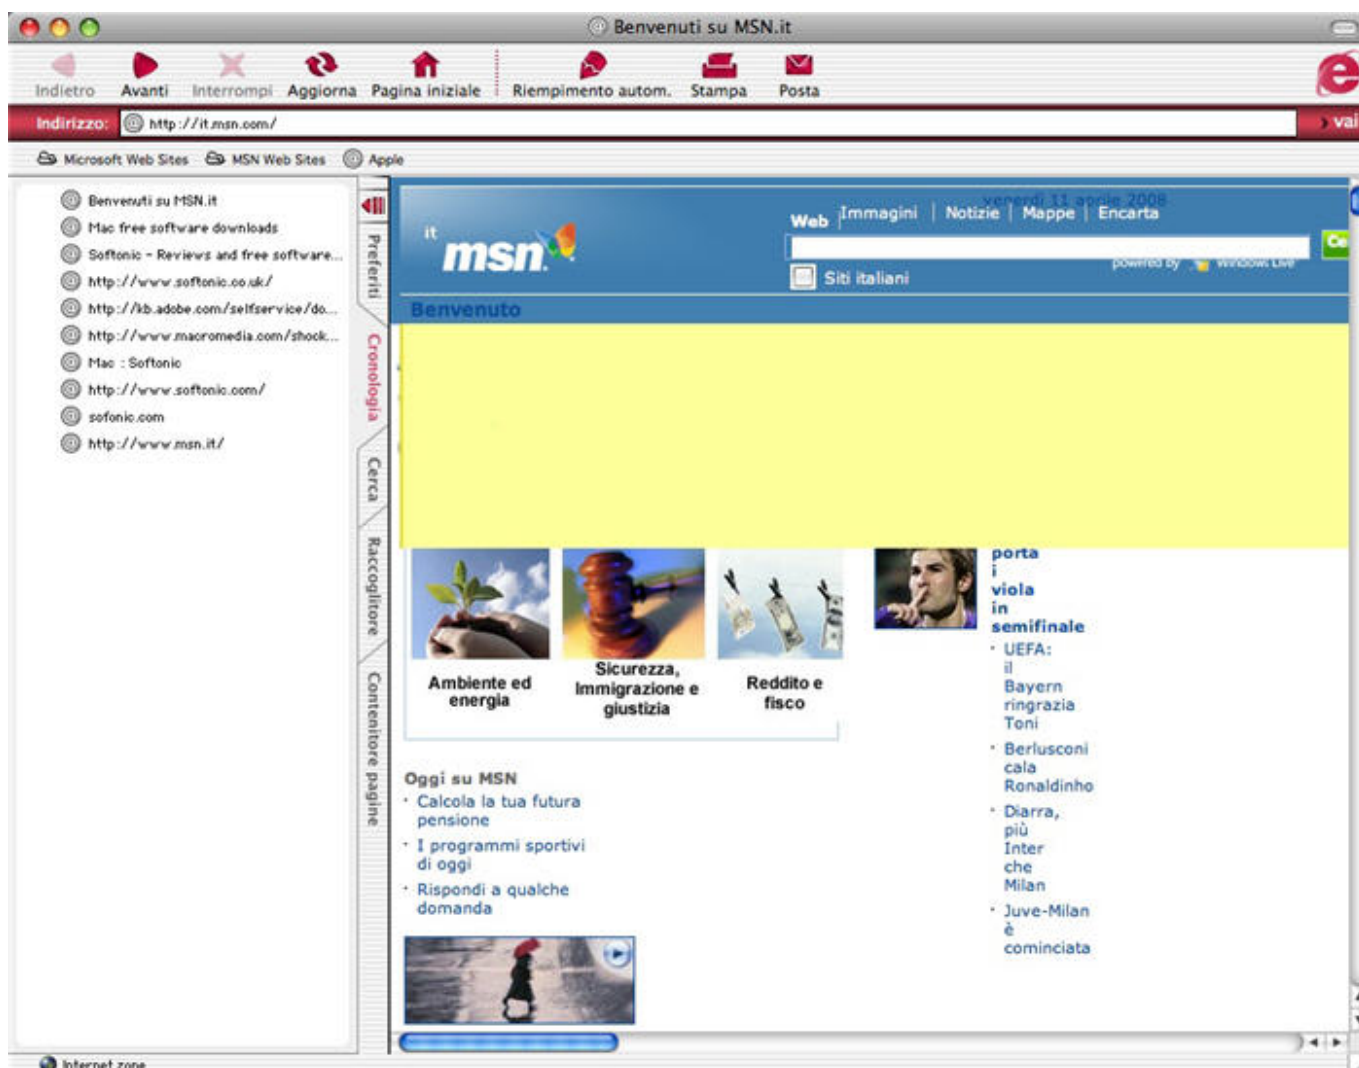 Benvenuti su MSN.it
Indietro Avanti Interrompi Aggiorna Pagina iniziale Riempimento autom. Stampa Posta
Indirizzo: http://it.msn.com/ vai
Microsoft Web Sites MSN Web Sites Apple
Benvenuti su MSN.it
Mac free software downloads
Softonic - Reviews and free software...
http://www.softonic.co.uk/
http://kb.adobe.com/selfservice/do...
http://www.macromedia.com/shock...
Mac : Softonic
http://www.softonic.com/
sofonic.com
http://www.msn.it/
Preferiti
Cronologia
Cerca
Raccoglitore
Contenitore pagine
venerdì 11 aprile 2008
it
msn
Web Immagini | Notizie | Mappe | Encarta
Ce
powered by Windows Live
Siti italiani
Benvenuto
Ambiente ed
energia
Sicurezza,
Immigrazione e
giustizia
Reddito e
fisco
porta
i
viola
in
semifinale
UEFA:
il
Bayern
ringrazia
Toni
Berlusconi
cala
Ronaldinho
Diarra,
più
Inter
che
Milan
Juve-Milan
è
cominciata
Oggi su MSN
Calcola la tua futura
pensione
I programmi sportivi
di oggi
Rispondi a qualche
domanda
Internet zone